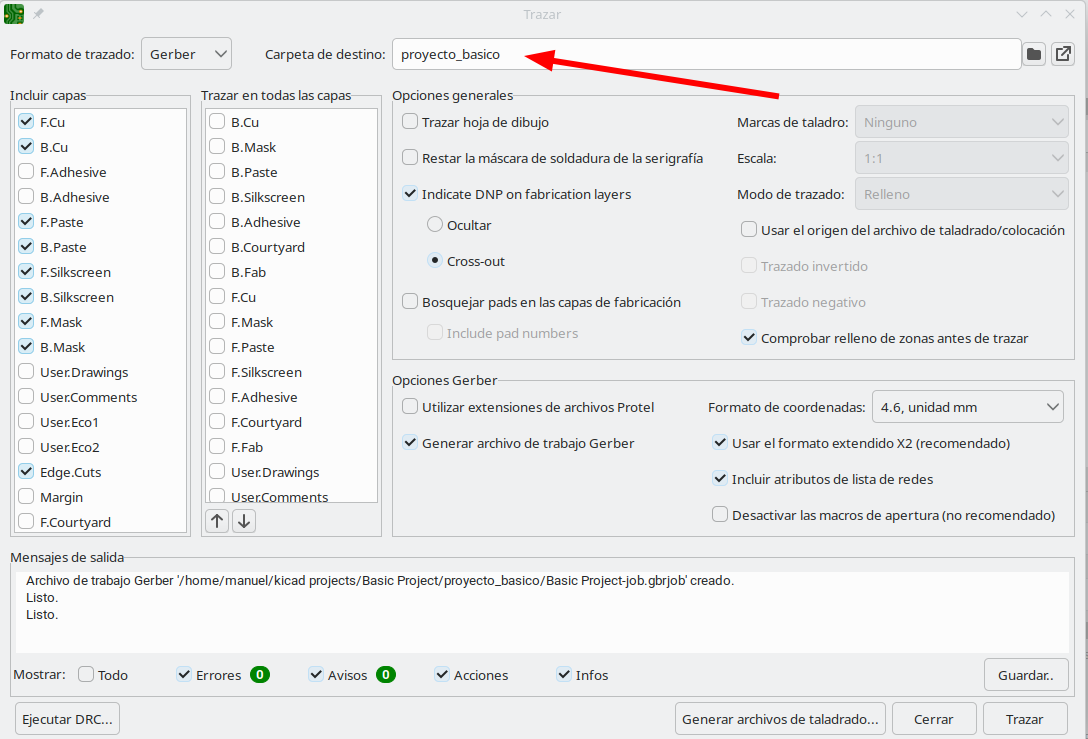 Trazar
Formato de trazado: Gerber Carpeta de destino: proyecto_basico
Incluir capas
F.Cu
B.Cu
F.Adhesive
B.Adhesive
F.Paste
B.Paste
F.Silkscreen
B.Silkscreen
F.Mask
B.Mask
User.Drawings
User.Comments
User.Eco1
User.Eco2
Edge.Cuts
Margin
F.Courtyard
Trazar en todas las capas
B.Cu
B.Mask
B.Paste
B.Silkscreen
B.Adhesive
B.Courtyard
B.Fab
F.Cu
F.Mask
F.Paste
F.Silkscreen
F.Adhesive
F.Courtyard
F.Fab
User.Drawings
User.Comments
Opciones generales
Trazar hoja de dibujo
Restar la máscara de soldadura de la serigrafía
Indicate DNP on fabrication layers
Ocultar
Cross-out
Bosquejar pads en las capas de fabricación
Include pad numbers
Marcas de taladro: Ninguno
Escala: 1:1
Modo de trazado: Relleno
Usar el origen del archivo de taladrado/colocación
Trazado invertido
Trazado negativo
Comprobar relleno de zonas antes de trazar
Opciones Gerber
Utilizar extensiones de archivos Protel
Generar archivo de trabajo Gerber
Formato de coordenadas: 4.6, unidad mm
Usar el formato extendido X2 (recomendado)
Incluir atributos de lista de redes
Desactivar las macros de apertura (no recomendado)
Mensajes de salida
Archivo de trabajo Gerber '/home/manuel/kicad projects/Basic Project/proyecto_basico/Basic Project-job.gbrjob' creado.
Listo.
Listo.
Mostrar: Todo Errores 0 Avisos 0 Acciones Infos Guardar..
Ejecutar DRC... Generar archivos de taladrado... Cerrar Trazar